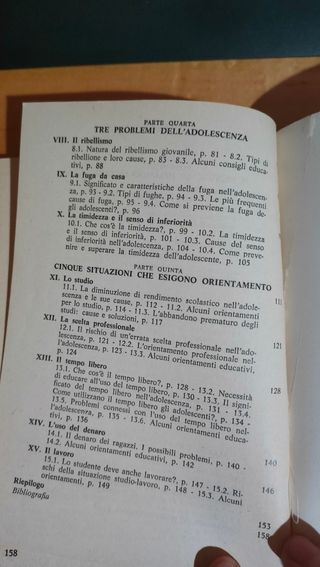 PARTE QUARTA
TRE PROBLEMI DELL'ADOLESCENZA
VIII. Il ribellismo
8.1. Natura del ribellismo giovanile, p. 81 - 8.2. Tipi di
ribellione e loro cause, p. 83 - 8.3. Alcuni consigli educa-
tivi, p. 88
IX. La fuga da casa
9.1. Significato e caratteristiche della fuga nell'adolescen-
za, p. 93 - 9.2. Tipi di fughe, p. 94 - 9.3. Le più frequenti
cause di fuga, p. 95 - 9.4. Come si previene la fuga de-
gli adolescenti?, p. 96
X. La timidezza e il senso di inferiorità
10.1. Che cos'è la timidezza?, p. 99 - 10.2. La timidezza
e il senso di inferiorità, p. 101 - 10.3. Cause del senso
di inferiorità nell'adolescenza, p. 104 - 10.4. Come preve-
nire e superare la timidezza dell'adolescente, p. 105
PARTE QUINTA
CINQUE SITUAZIONI CHE ESIGONO ORIENTAMENTO
XI. Lo studio 111
11.1. La diminuzione di rendimento scolastico nell'adole-
scenza e le sue cause, p. 112 - 11.2. Alcuni orientamenti
per lo studio, p. 113 - 11.3. L'abbandono prematuro degli
studi: cause e soluzioni, p. 117
XII. La scelta professionale 121
12.1. Il rischio di un'errata scelta professionale nell'ado-
lescenza, p. 121 - 12.2. L'orientamento professionale nel-
l'adolescenza, p. 123 - 12.3. Alcuni orientamenti educativi,
p. 124
XIII. Il tempo libero 128
13.1. Che cos'è il tempo libero?, p. 128 - 13.2. Necessità
di educare all'uso del tempo libero, p. 130 - 13.3. Il signi-
ficato del tempo libero nell'adolescenza, p. 131 - 13.4.
Come utilizzano il tempo libero gli adolescenti?, p. 134 -
13.5. Problemi connessi con l'uso del tempo libero nel-
l'adolescenza, p. 135 - 13.6. Alcuni orientamenti educa-
tivi, p. 136
XIV. L'uso del denaro 140
14.1. Il denaro dei ragazzi. I possibili problemi, p. 140 -
14.2. Alcuni orientamenti educativi, p. 142
XV. Il lavoro 146
15.1. Lo studente deve anche lavorare?, p. 147 - 15.2. Ri-
schi della situazione studio-lavoro, p. 148 - 15.3. Alcuni
orientamenti, p. 149
Riepilogo 153
Bibliografia 158
158